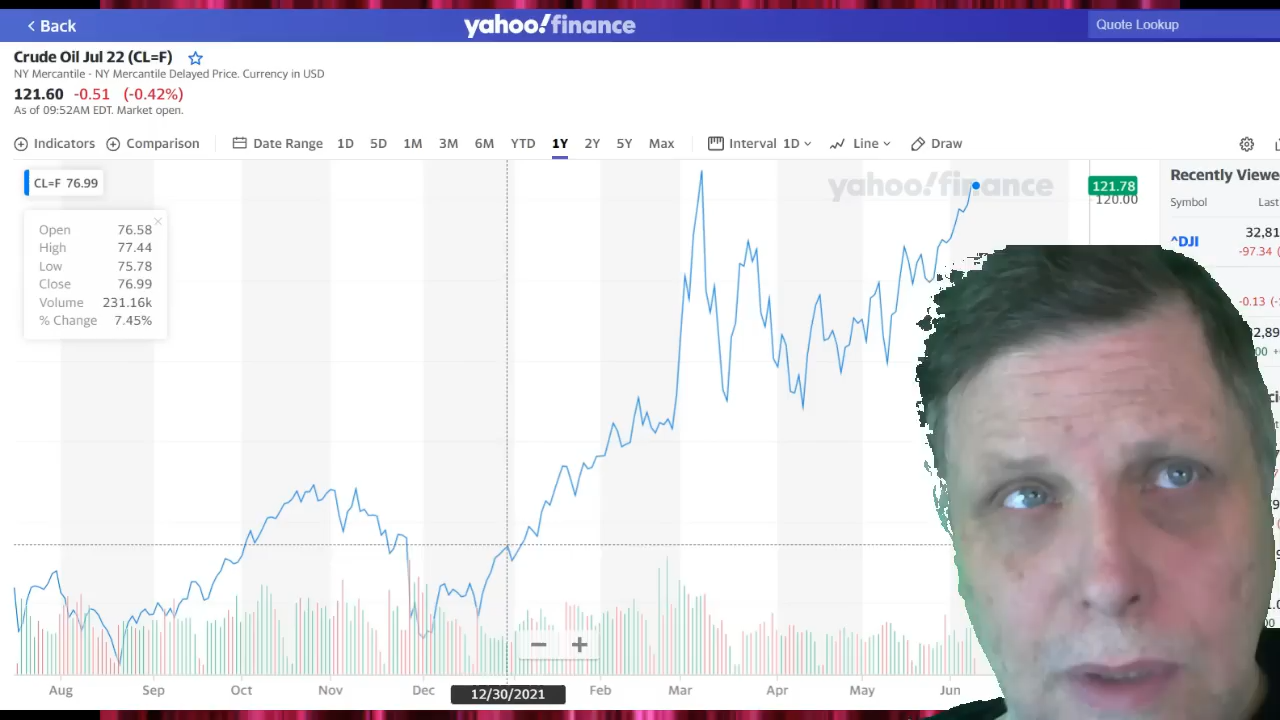 Back
yahoo!finance
Quote Lookup
Crude Oil Jul 22 (CL=F)
NY Mercantile - NY Mercantile Delayed Price. Currency in USD
121.60 -0.51 (-0.42%)
As of 09:52AM EDT. Market open.
Indicators Comparison Date Range 1D 5D 1M 3M 6M YTD 1Y 2Y 5Y Max Interval 1D Line Draw
CL=F 76.99
yahoo!finance
121.78
120.00
Open 76.58
High 77.44
Low 75.78
Close 76.99
Volume 231.16k
% Change 7.45%
Recently Viewe
Symbol Last
^DJI 32,81
-97.34 (
-0.13 (-
2,89
Aug Sep Oct Nov Dec 12/30/2021 Feb Mar Apr May Jun